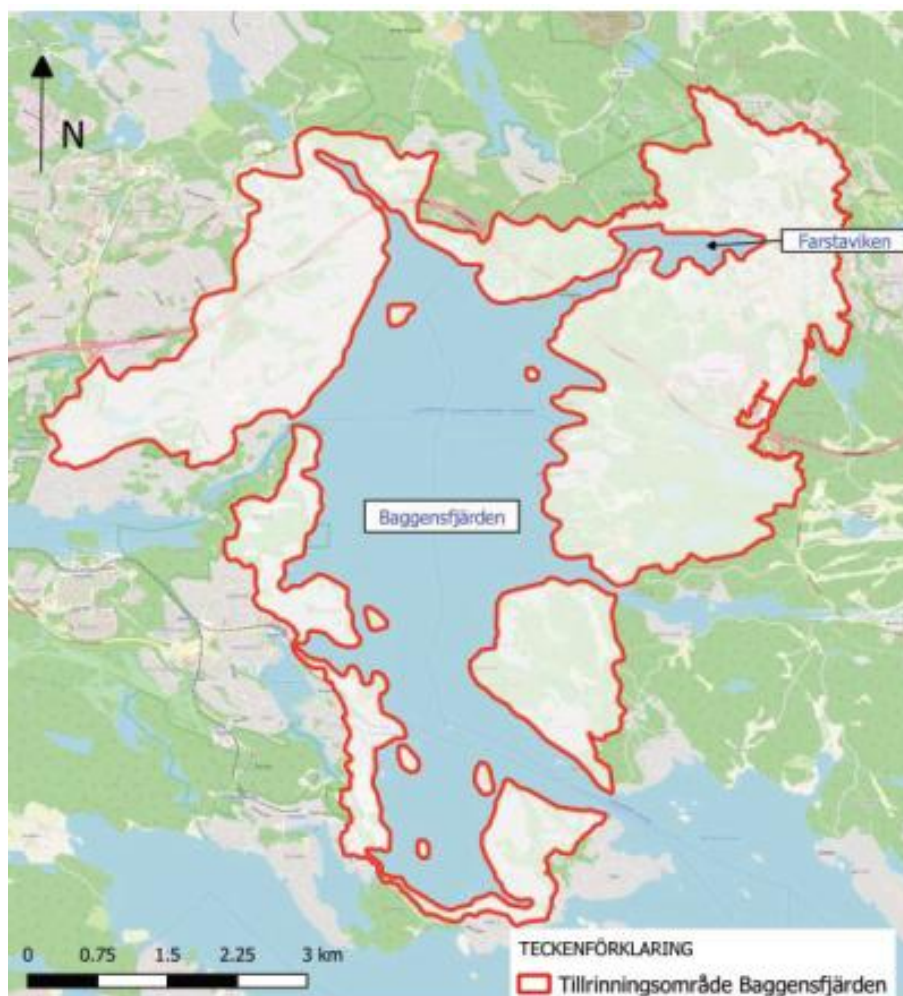 N
Farstaviken
Baggensfjärden
0 0.75 1.5 2.25 3 km
TECKENFÖRKLARING
Tillrinningsområde Baggensfjärden